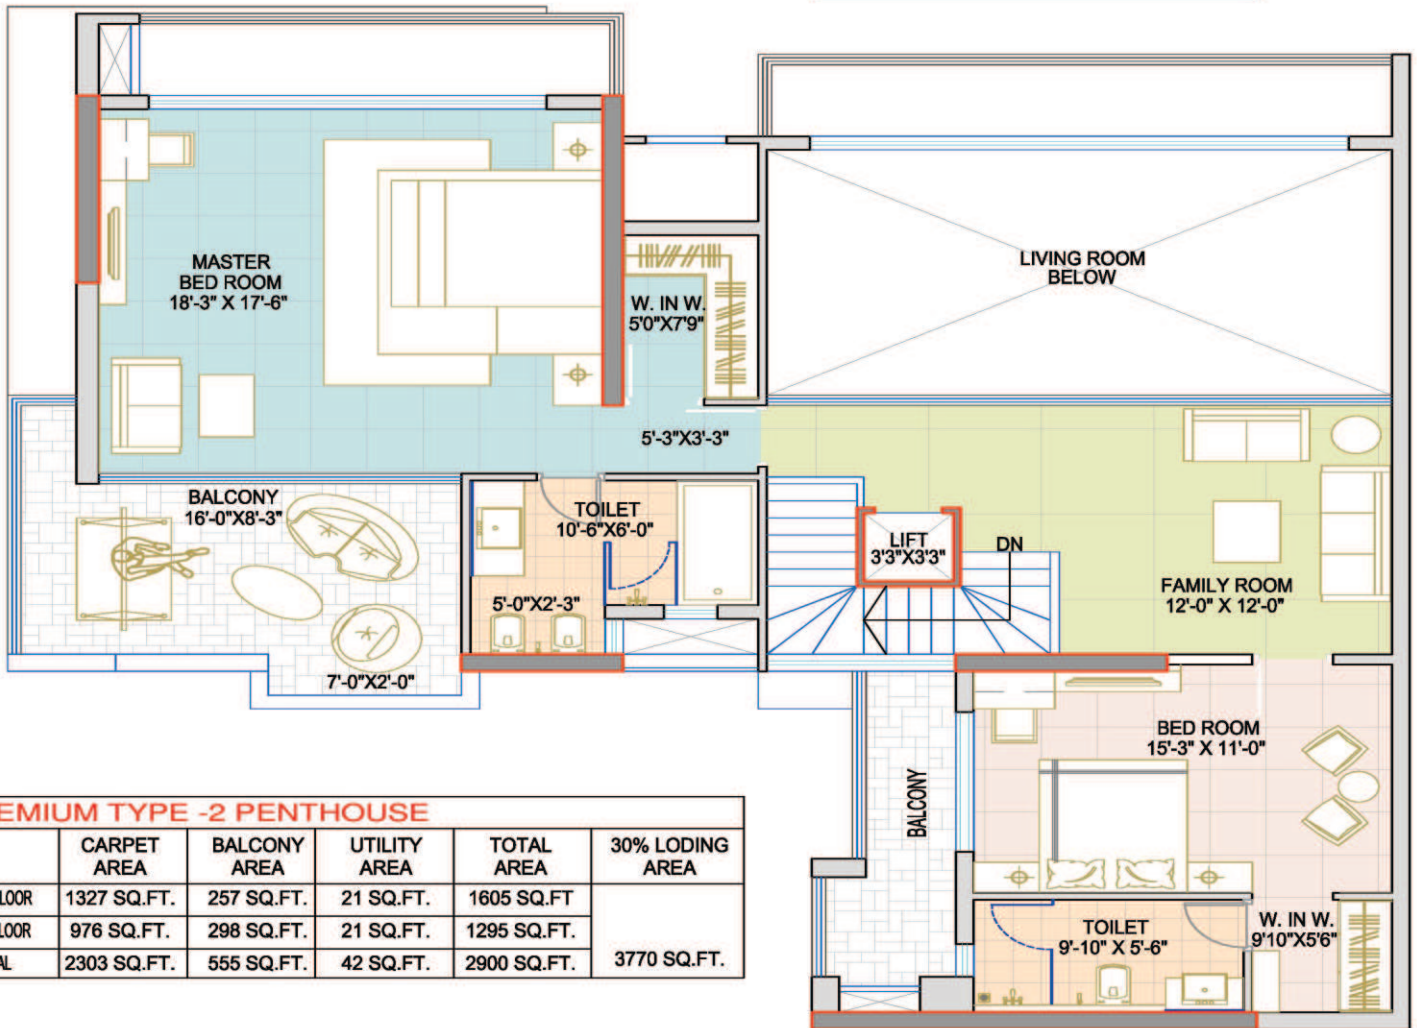 MASTER
BED ROOM
18'-3" X 17'-6"
W. IN W.
5'0"X7'9"
LIVING ROOM
BELOW
5'-3"X3'-3"
BALCONY
16'-0"X8'-3"
TOILET
10'-6"X6'-0"
5'-0"X2'-3"
7'-0"X2'-0"
LIFT
3'3"X3'3"
DN
FAMILY ROOM
12'-0" X 12'-0"
BED ROOM
15'-3" X 11'-0"
BALCONY
TOILET
9'-10" X 5'-6"
W. IN W.
9'10"X5'6"
EMIUM TYPE -2 PENTHOUSE
CARPET AREA BALCONY AREA UTILITY AREA TOTAL AREA 30% LODING AREA
LOOR 1327 SQ.FT. 257 SQ.FT. 21 SQ.FT. 1605 SQ.FT
LOOR 976 SQ.FT. 298 SQ.FT. 21 SQ.FT. 1295 SQ.FT.
AL 2303 SQ.FT. 555 SQ.FT. 42 SQ.FT. 2900 SQ.FT. 3770 SQ.FT.